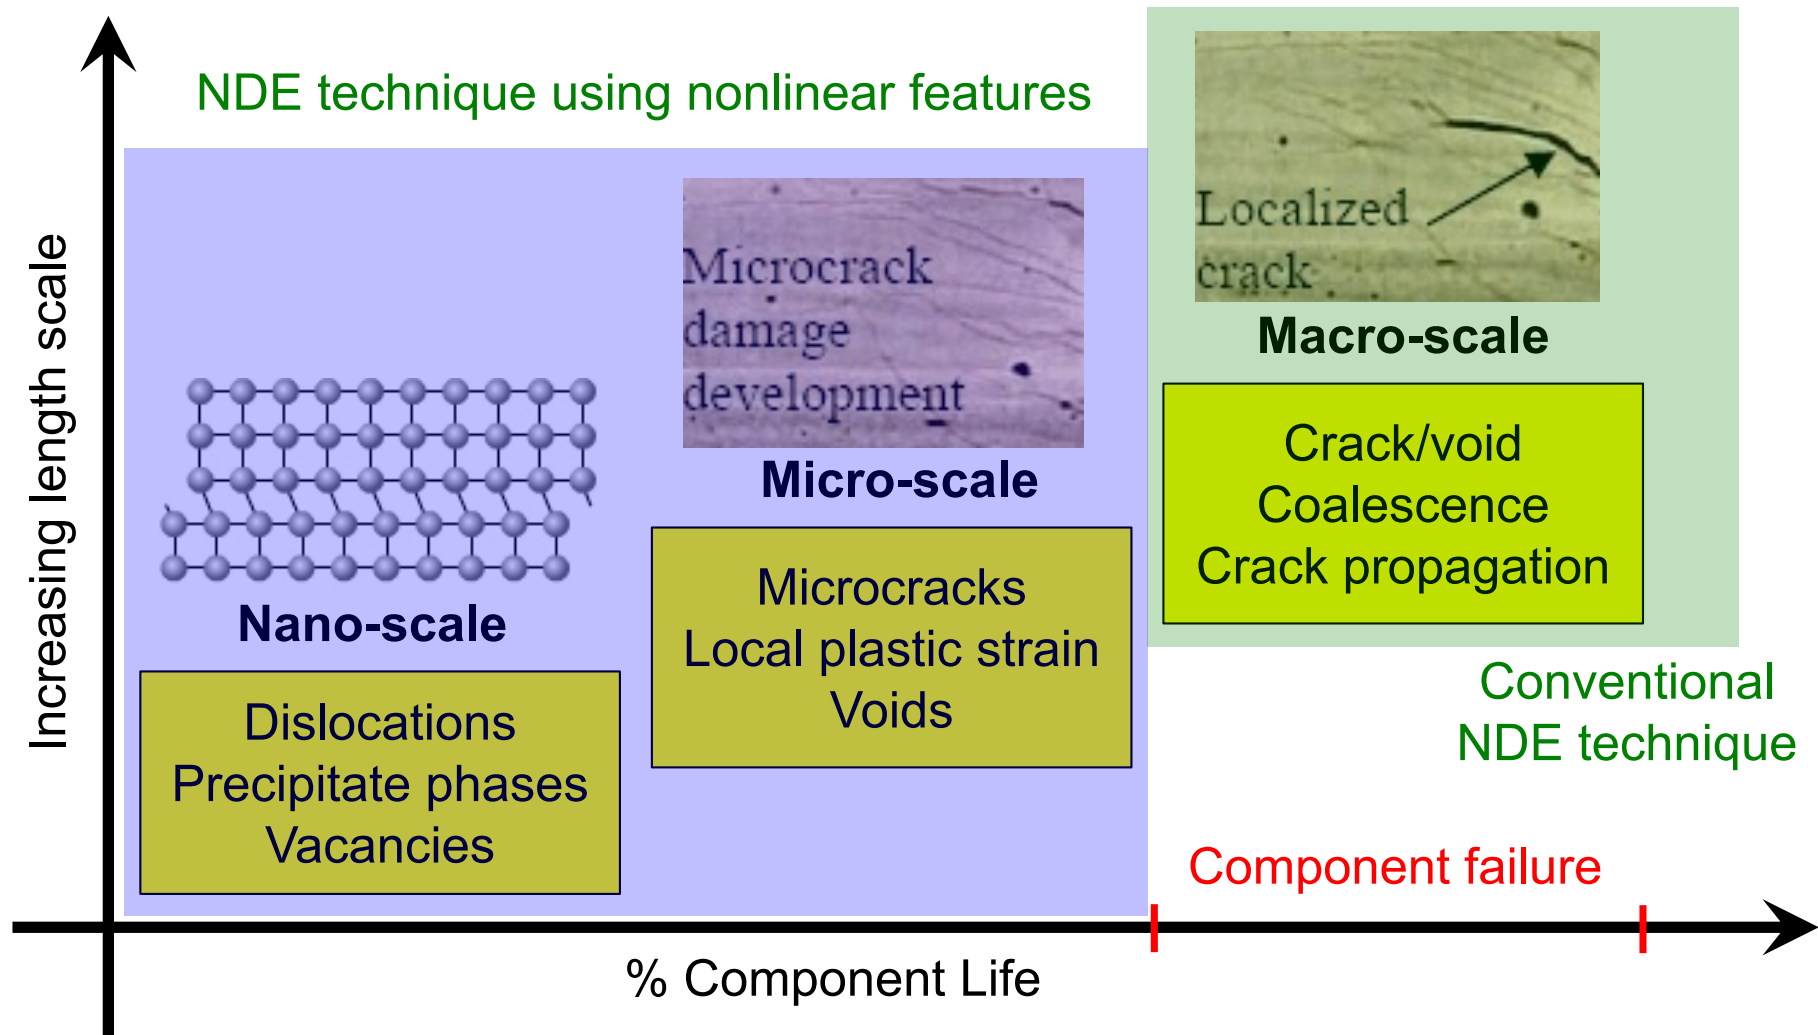 NDE technique using nonlinear features
Increasing length scale
Nano-scale
Dislocations
Precipitate phases
Vacancies
Microcrack
damage
development
Micro-scale
Microcracks
Local plastic strain
Voids
Localized
crack
Macro-scale
Crack/void
Coalescence
Crack propagation
Conventional
NDE technique
Component failure
% Component Life